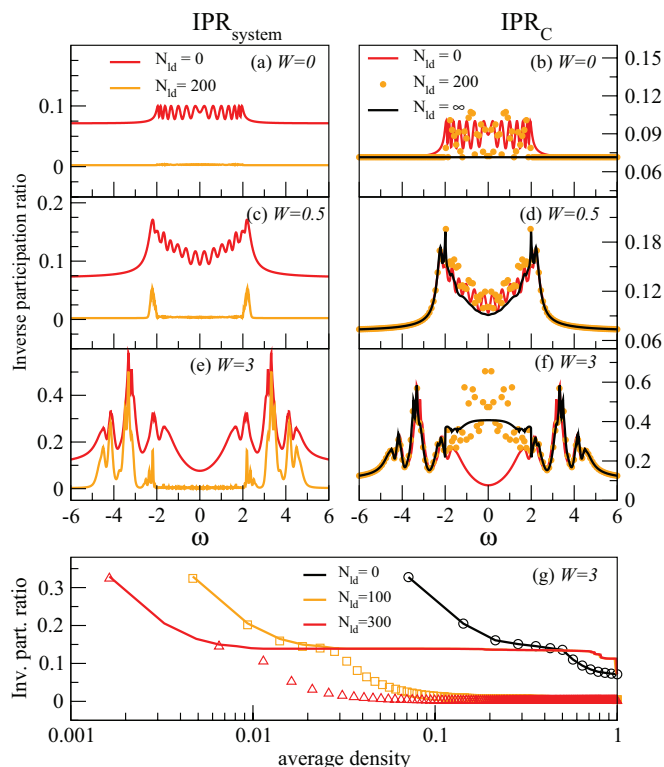 IPR_system IPR_C
N_ld = 0
N_ld = 200
(a) W=0
N_ld = 0
N_ld = 200
N_ld = ∞
(b) W=0
0.1
0
0.15
0.12
0.09
0.06
(c) W=0.5
0.2
0.1
0
(d) W=0.5
0.18
0.12
0.06
Inverse participation ratio
(e) W=3
0.4
0.2
0
(f) W=3
0.6
0.4
0.2
0
-6 -4 -2 0 2 4 6
ω
-6 -4 -2 0 2 4 6
ω
N_ld = 0
N_ld = 100
N_ld = 300
(g) W=3
Inv. part. ratio
0.3
0.2
0.1
0
0.001 0.01 0.1 1
average density